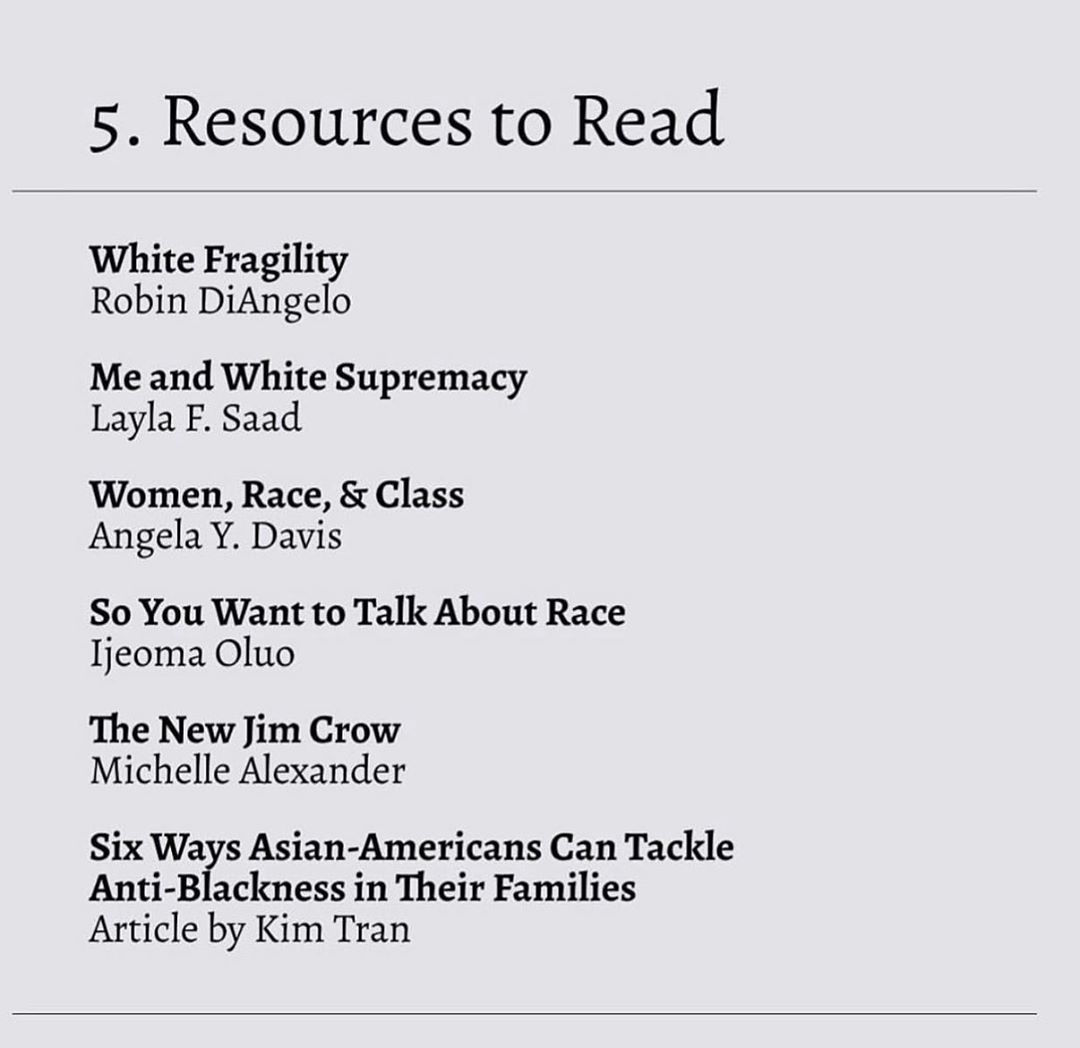 5. Resources to Read
White Fragility
Robin DiAngelo
Me and White Supremacy
Layla F. Saad
Women, Race, & Class
Angela Y. Davis
So You Want to Talk About Race
Ijeoma Oluo
The New Jim Crow
Michelle Alexander
Six Ways Asian-Americans Can Tackle
Anti-Blackness in Their Families
Article by Kim Tran